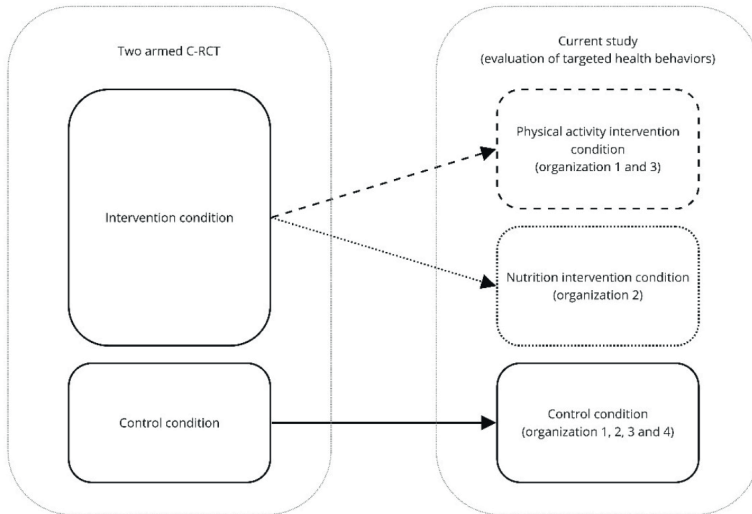 Two armed C-RCT
Intervention condition
Control condition
Current study
(evaluation of targeted health behaviors)
Physical activity intervention
condition
(organization 1 and 3)
Nutrition intervention condition
(organization 2)
Control condition
(organization 1, 2, 3 and 4)